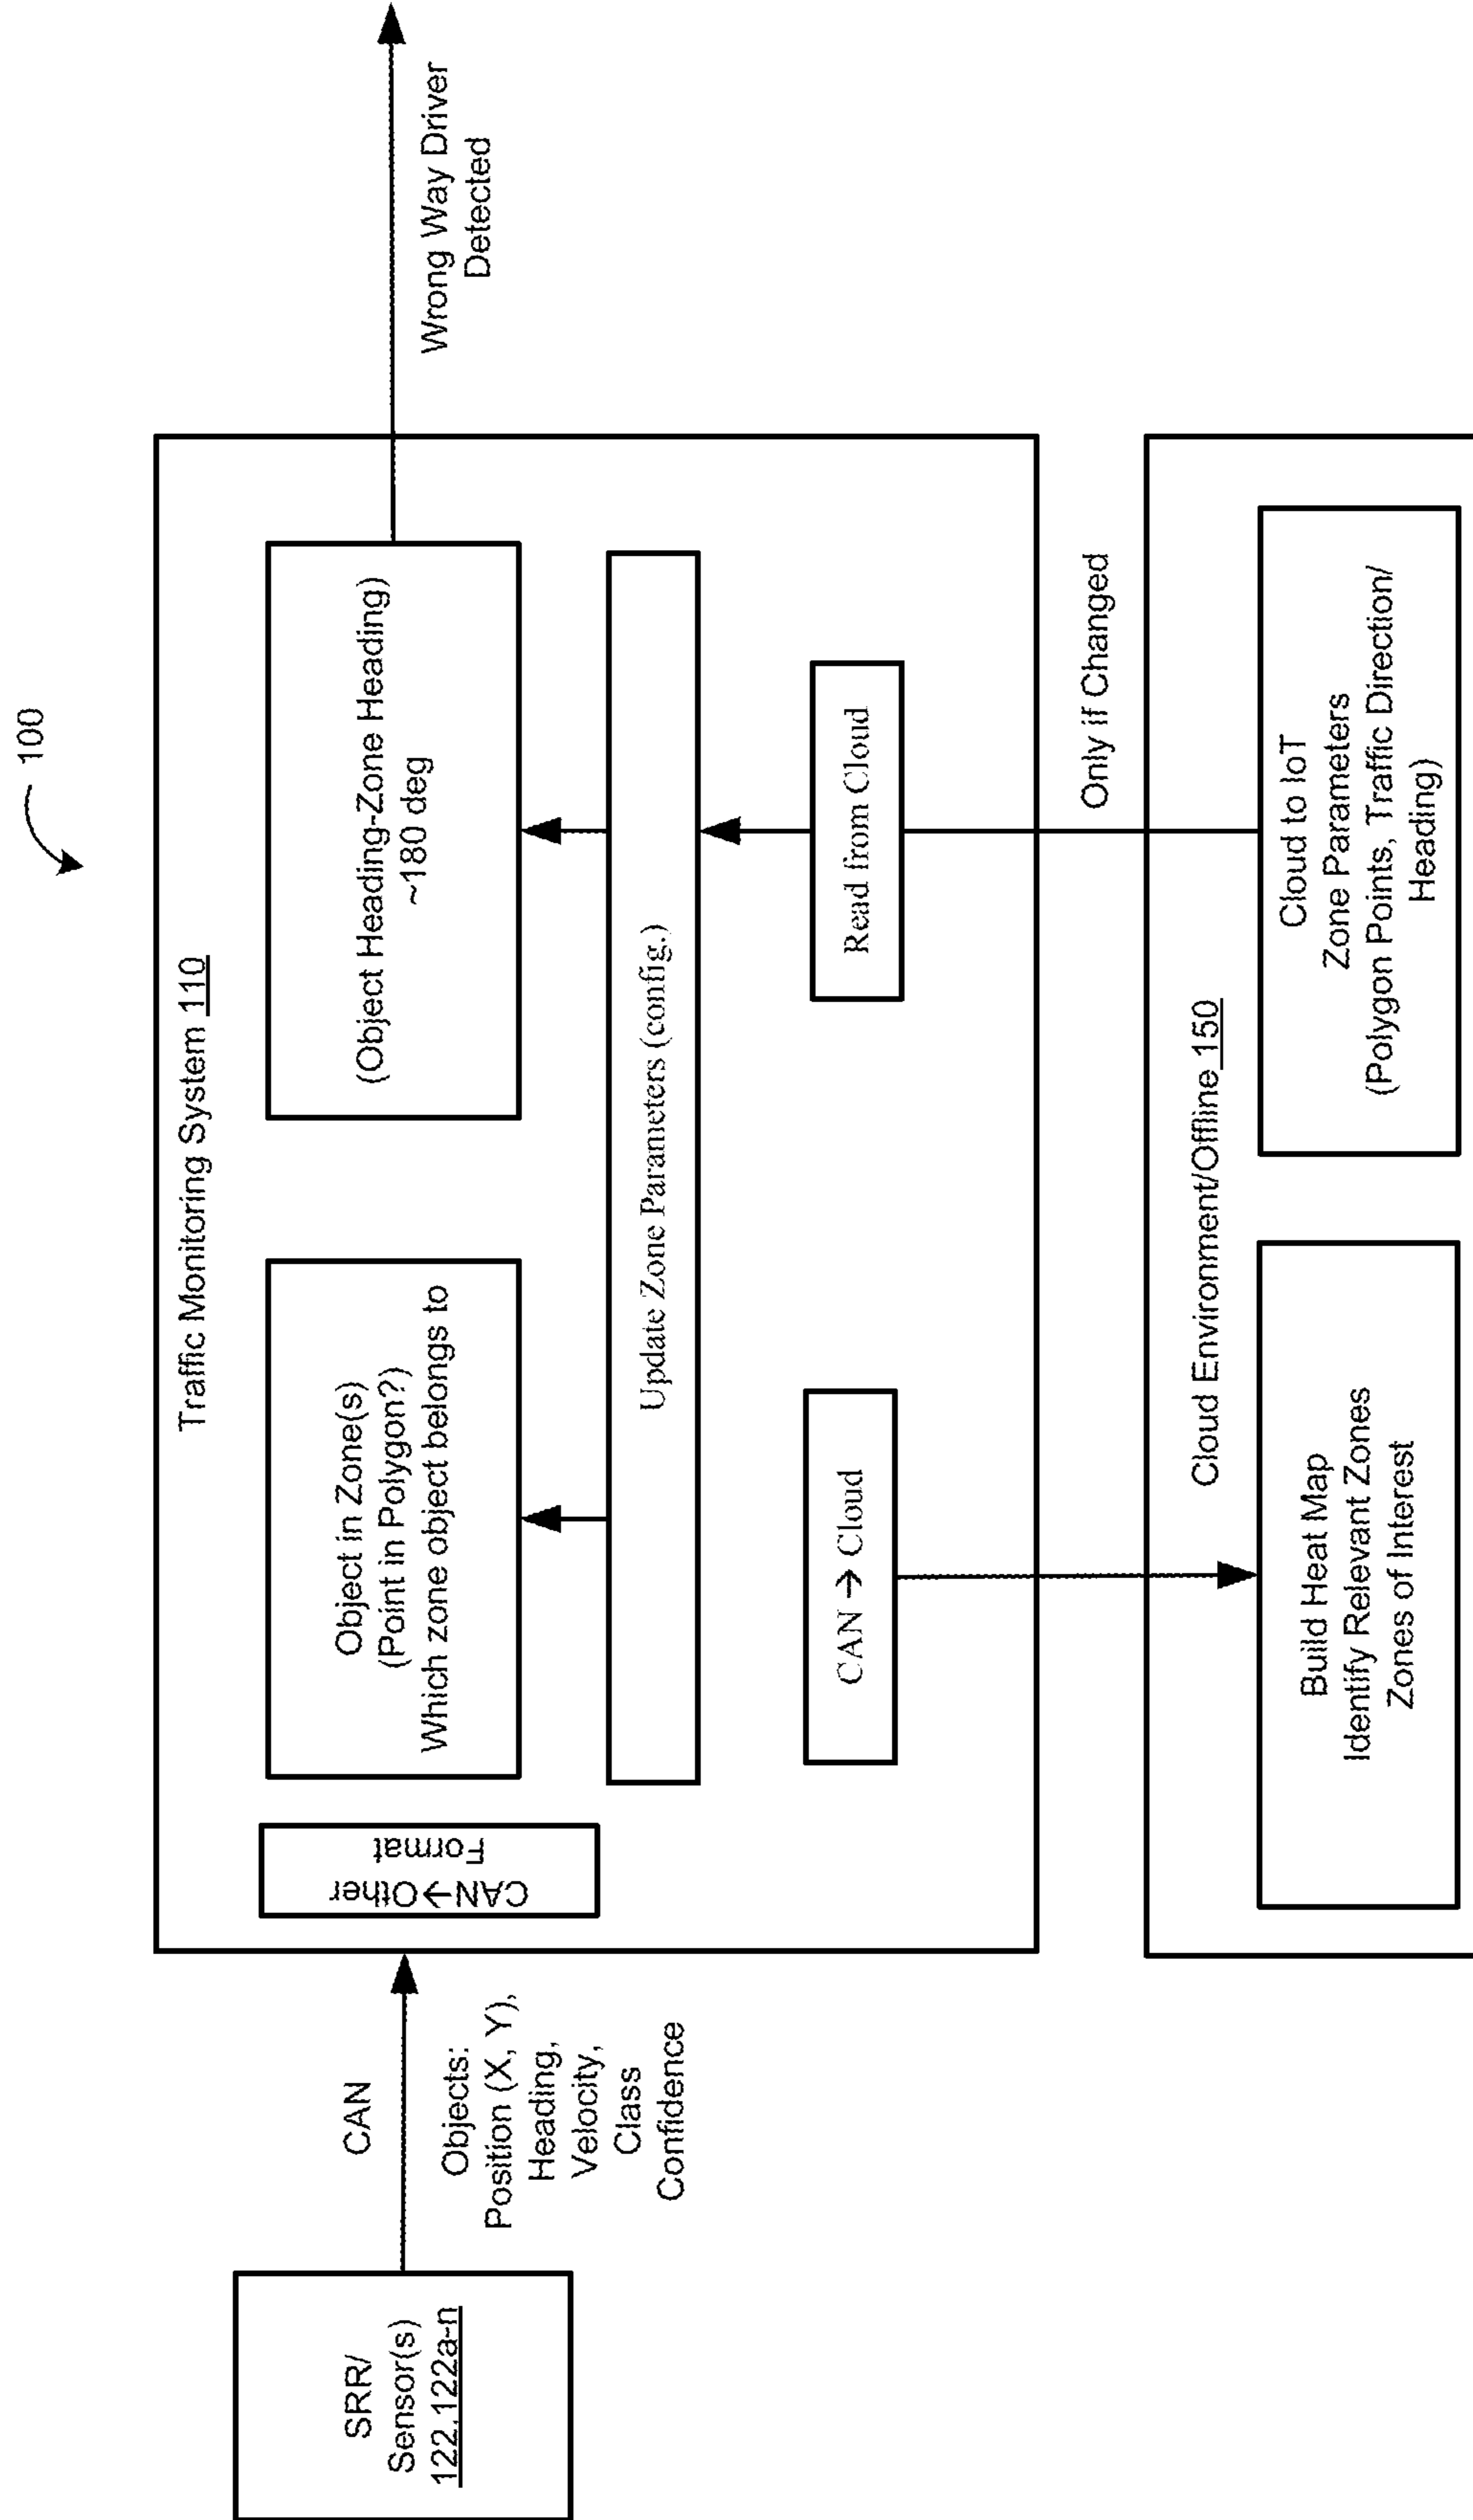 100
Traffic Monitoring System 110
SRR/
Sensor(s)
122, 122a-n
CAN
Objects:
Position (X, Y),
Heading,
Velocity,
Class
Confidence
CAN→Other
Format
Object in Zone(s)
(Point in Polygon?)
Which zone object belongs to
(Object Heading-Zone Heading)
~180 deg
Wrong Way Driver
Detected
Update Zone Parameters (config.)
CAN → Cloud
Read from Cloud
Only if Changed
Cloud Environment/Offline 150
Build Heat Map
Identify Relevant Zones
Zones of Interest
Cloud to IoT
Zone Parameters
(Polygon Points, Traffic Direction/
Heading)